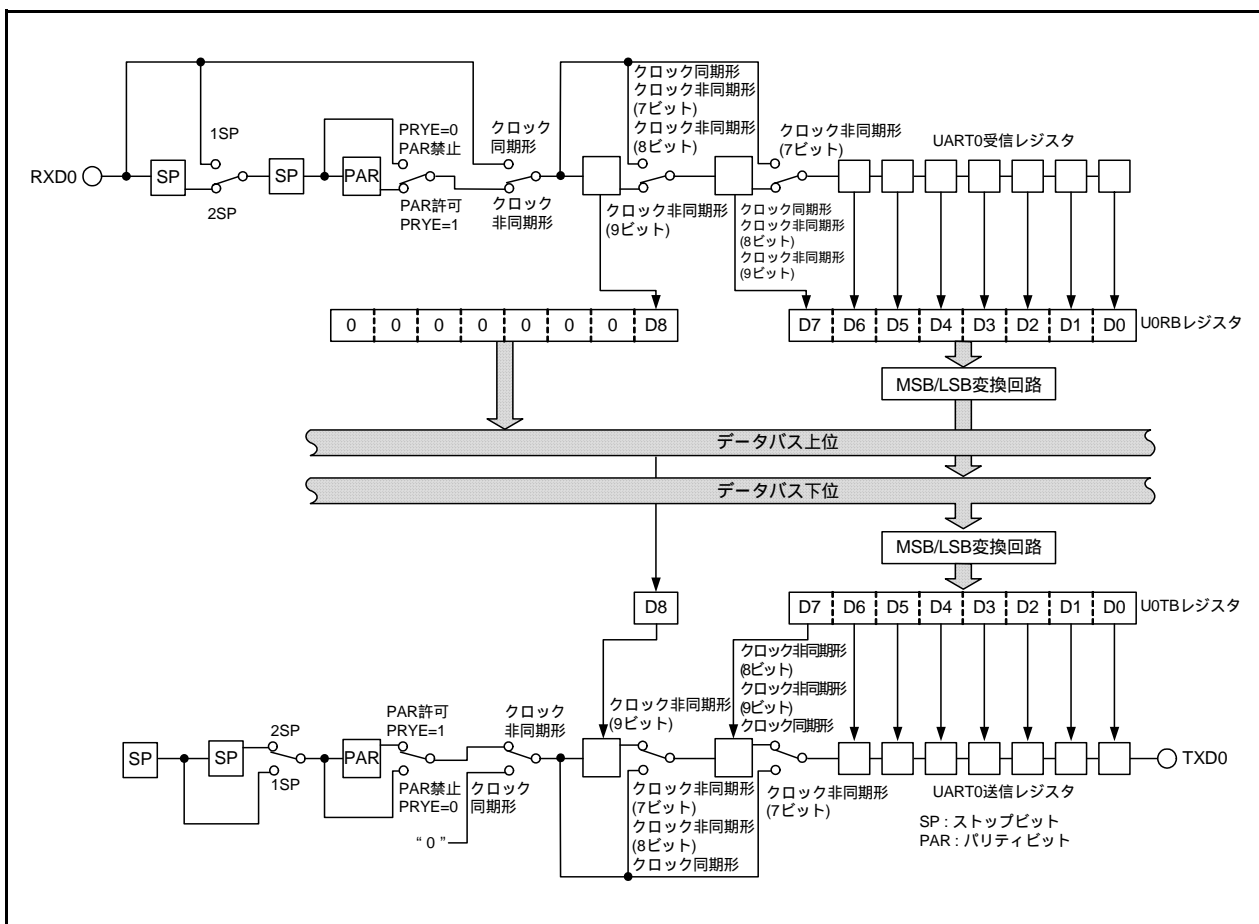 クロック同期形
クロック非同期形
(7ビット)
クロック非同期形
(8ビット)
クロック非同期形
(7ビット)
1SP
PRYE=0
PAR禁止
クロック
同期形
UART0受信レジスタ
RXD0
SP
SP
PAR
2SP
PAR許可
PRYE=1
クロック
非同期形
クロック非同期形
(9ビット)
クロック同期形
クロック非同期形
(8ビット)
クロック非同期形
(9ビット)
0 0 0 0 0 0 0 D8
D7 D6 D5 D4 D3 D2 D1 D0
U0RBレジスタ
MSB/LSB変換回路
データバス上位
データバス下位
MSB/LSB変換回路
D8
D7 D6 D5 D4 D3 D2 D1 D0
U0TBレジスタ
クロック非同期形
(8ビット)
クロック非同期形
(9ビット)
クロック同期形
クロック非同期形
(9ビット)
2SP
PAR許可
PRYE=1
クロック
非同期形
SP
SP
PAR
TXD0
1SP
PAR禁止
PRYE=0
クロック
同期形
クロック非同期形
(7ビット)
クロック非同期形
(8ビット)
クロック同期形
クロック非同期形
(7ビット)
UART0送信レジスタ
“0”
SP : ストップビット
PAR : パリティビット